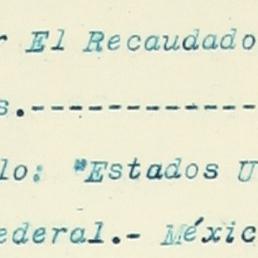 r El Recaudado
s.--------------
lo: "Estados U
ederal.- Méxic